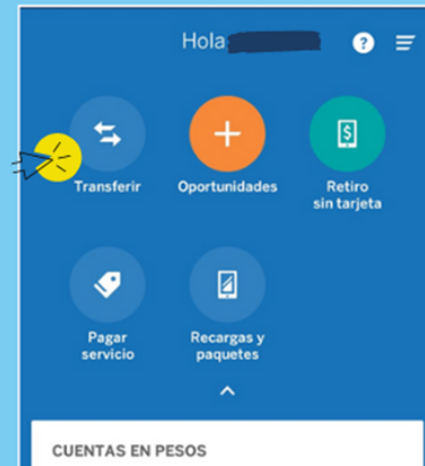 Hola
?
Transferir
Oportunidades
Retiro
sin tarjeta
Pagar
servicio
Recargas y
paquetes
CUENTAS EN PESOS